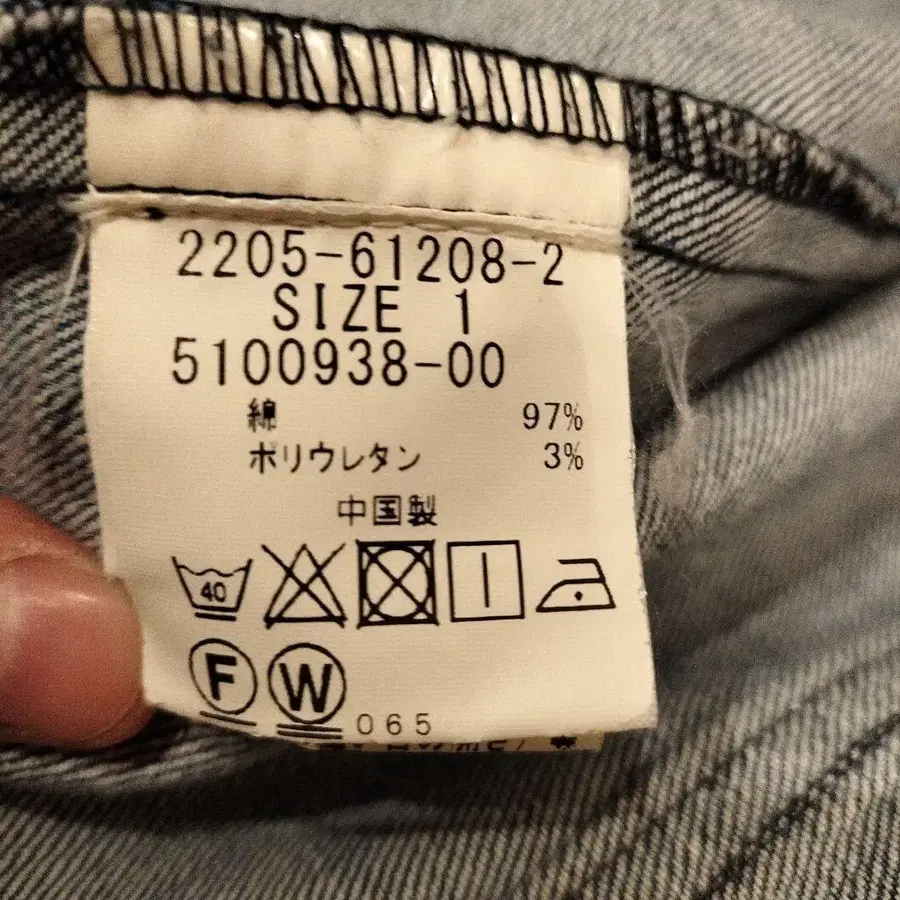 2205-61208-2
SIZE 1
5100938-00
綿 97%
ポリウレタン 3%
中国製
40
F W 065